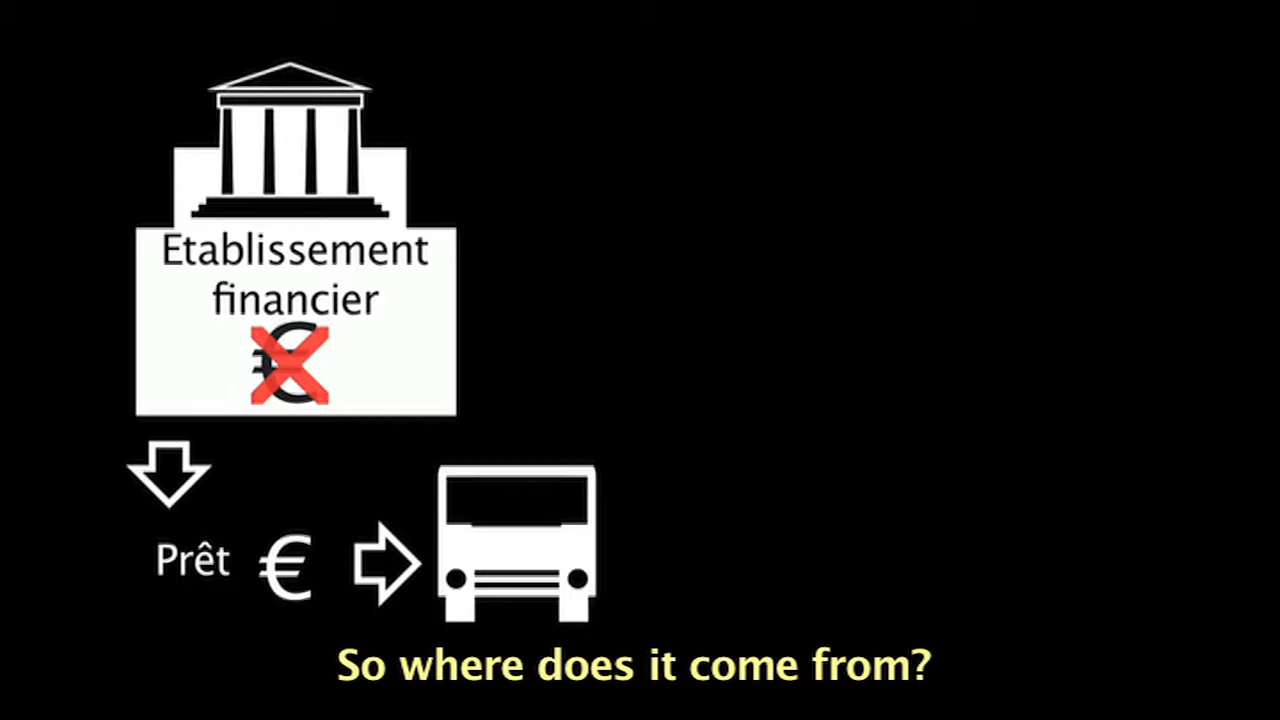 Etablissement
financier
€
Prêt €
So where does it come from?